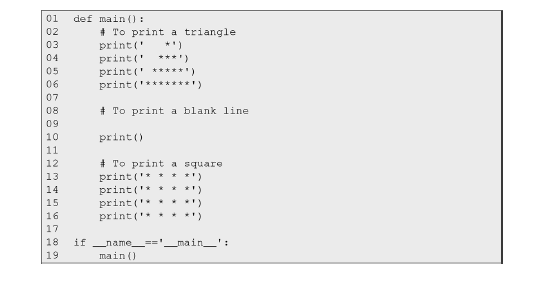 01 def main():
02     # To print a triangle
03     print('   *')
04     print('  ***')
05     print(' *****')
06     print('*******')
07
08     # To print a blank line
09
10     print()
11
12     # To print a square
13     print('* * * *')
14     print('* * * *')
15     print('* * * *')
16     print('* * * *')
17
18 if __name__=='__main__':
19     main()